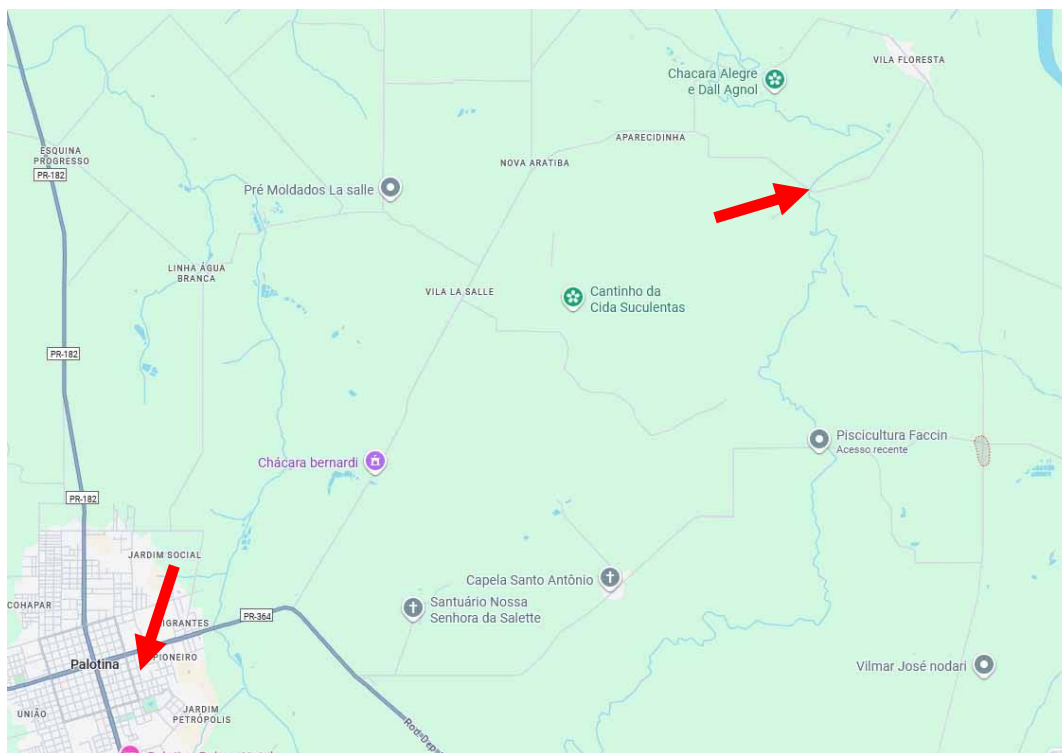 VILA FLORESTA
Chacara Alegre
e Dall Agnol
APARECIDINHA
ESQUINA
PROGRESSO
PR-182
NOVA ARATIBA
Pré Moldados La salle
LINHA ÁGUA
BRANCA
VILA LA SALLE
Cantinho da
Cida Suculentas
PR-182
Piscicultura Faccin
Acesso recente
Chácara bernardi
PR-182
JARDIM SOCIAL
Capela Santo Antônio
COHAPAR
Santuário Nossa
Senhora da Salette
PR-364
IGRANTES
Palotina
PIONEIRO
Vilmar José nodari
UNIÃO
JARDIM
PETRÓPOLIS